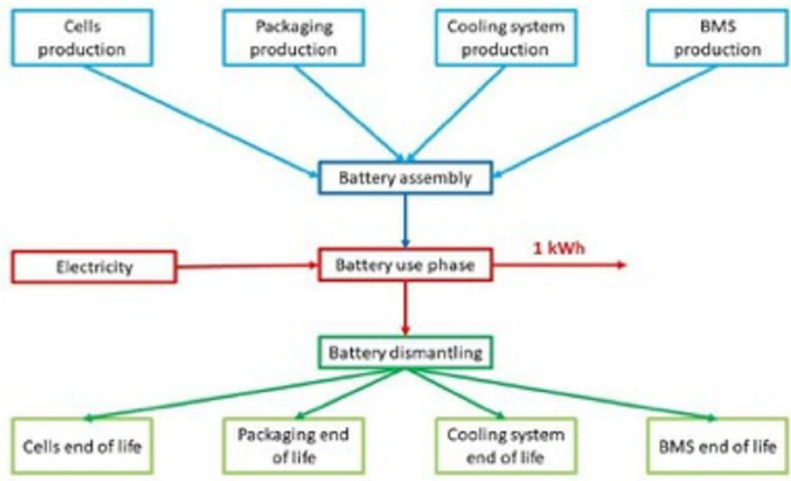 Cells
production
Packaging
production
Cooling system
production
BMS
production
Battery assembly
Electricity
Battery use phase
1 kWh
Battery dismantling
Cells end of life
Packaging end
of life
Cooling system
end of life
BMS end of life